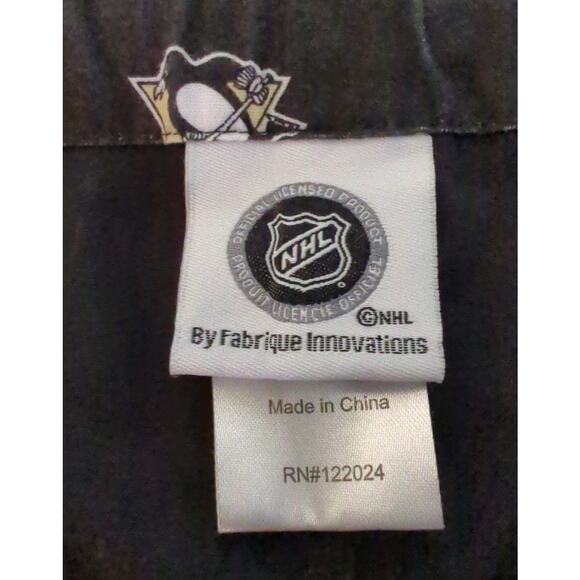 OFFICIAL LICENSED PRODUCT
NHL
PRODUIT LICENCIÉ OFFICIEL
©NHL
By Fabrique Innovations
Made in China
RN#122024